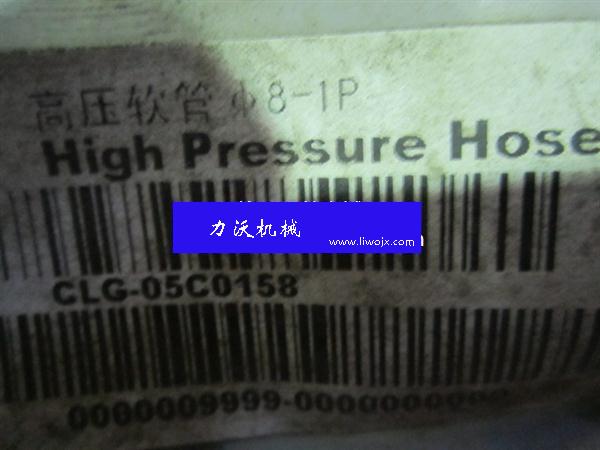 高压软管 Φ8-1P
High Pressure Hose
力沃机械
www.liwojx.com
CLG-05C0158